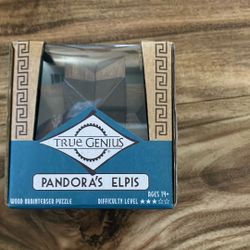 TRUE GENIUS
PANDORA'S ELPIS
AGES 14+
WOOD BRAINTEASER PUZZLE
DIFFICULTY LEVEL ★★★☆☆